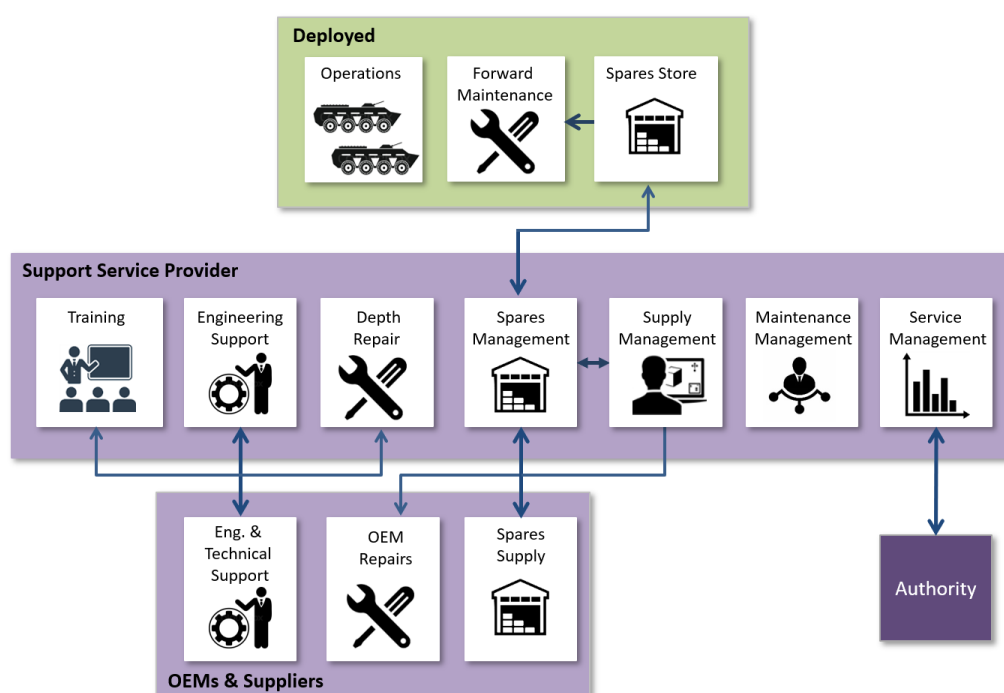 Deployed
Operations
Forward
Maintenance
Spares Store
Support Service Provider
Training
Engineering
Support
Depth
Repair
Spares
Management
Supply
Management
Maintenance
Management
Service
Management
Eng. &
Technical
Support
OEM
Repairs
Spares
Supply
Authority
OEMs & Suppliers